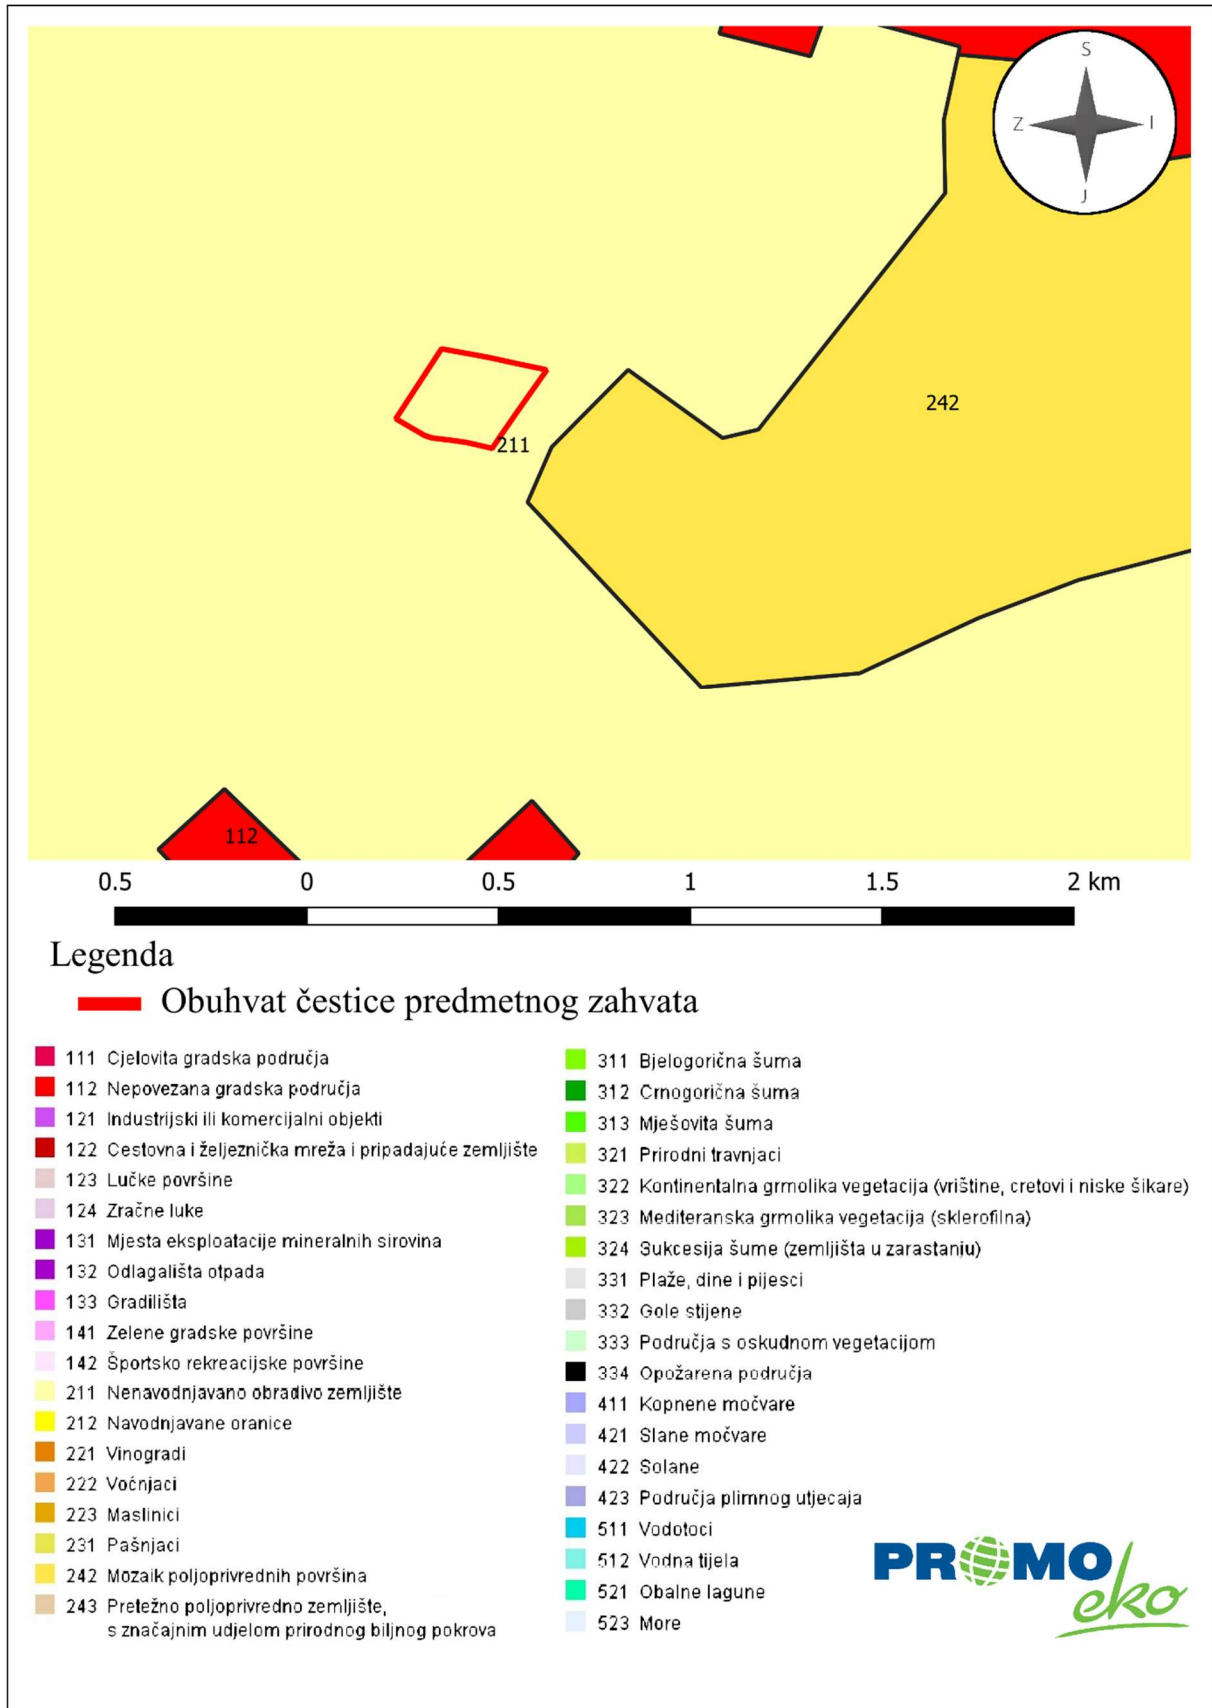 S
Z I
J
242
211
112
0.5 0 0.5 1 1.5 2 km
Legenda
Obuhvat čestice predmetnog zahvata
111 Cjelovita gradska područja
112 Nepovezana gradska područja
121 Industrijski ili komercijalni objekti
122 Cestovna i željeznička mreža i pripadajuće zemljište
123 Lučke površine
124 Zračne luke
131 Mjesta eksploatacije mineralnih sirovina
132 Odlagališta otpada
133 Gradilišta
141 Zelene gradske površine
142 Športsko rekreacijske površine
211 Nenavodnjavano obradivo zemljište
212 Navodnjavane oranice
221 Vinogradi
222 Voćnjaci
223 Maslinici
231 Pašnjaci
242 Mozaik poljoprivrednih površina
243 Pretežno poljoprivredno zemljište,
s značajnim udjelom prirodnog biljnog pokrova
311 Bjelogorična šuma
312 Crnogorična šuma
313 Mješovita šuma
321 Prirodni travnjaci
322 Kontinentalna grmolika vegetacija (vrištine, cretovi i niske šikare)
323 Mediteranska grmolika vegetacija (sklerofilna)
324 Sukcesija šume (zemljišta u zarastanju)
331 Plaže, dine i pijesci
332 Gole stijene
333 Područja s oskudnom vegetacijom
334 Opožarena područja
411 Kopnene močvare
421 Slane močvare
422 Solane
423 Područja plimnog utjecaja
511 Vodotoci
512 Vodna tijela
521 Obalne lagune
523 More
PROMO
eko